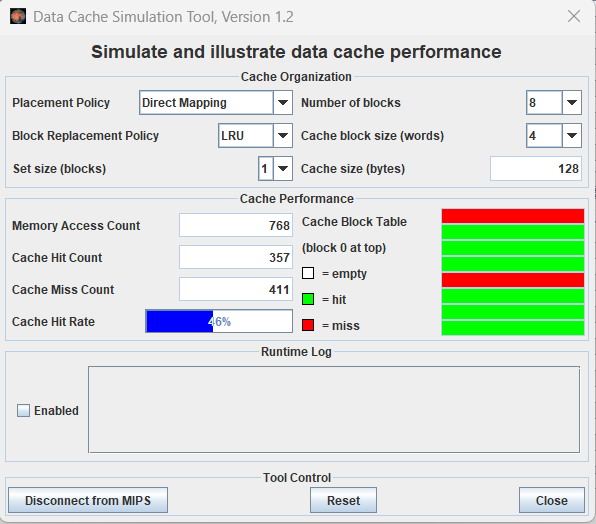 Data Cache Simulation Tool, Version 1.2
Simulate and illustrate data cache performance
Cache Organization
Placement Policy Direct Mapping Number of blocks 8
Block Replacement Policy LRU Cache block size (words) 4
Set size (blocks) 1 Cache size (bytes) 128
Cache Performance
Memory Access Count 768 Cache Block Table
(block 0 at top)
Cache Hit Count 357
= empty
Cache Miss Count 411
= hit
Cache Hit Rate 46%
= miss
Runtime Log
Enabled
Tool Control
Disconnect from MIPS Reset Close